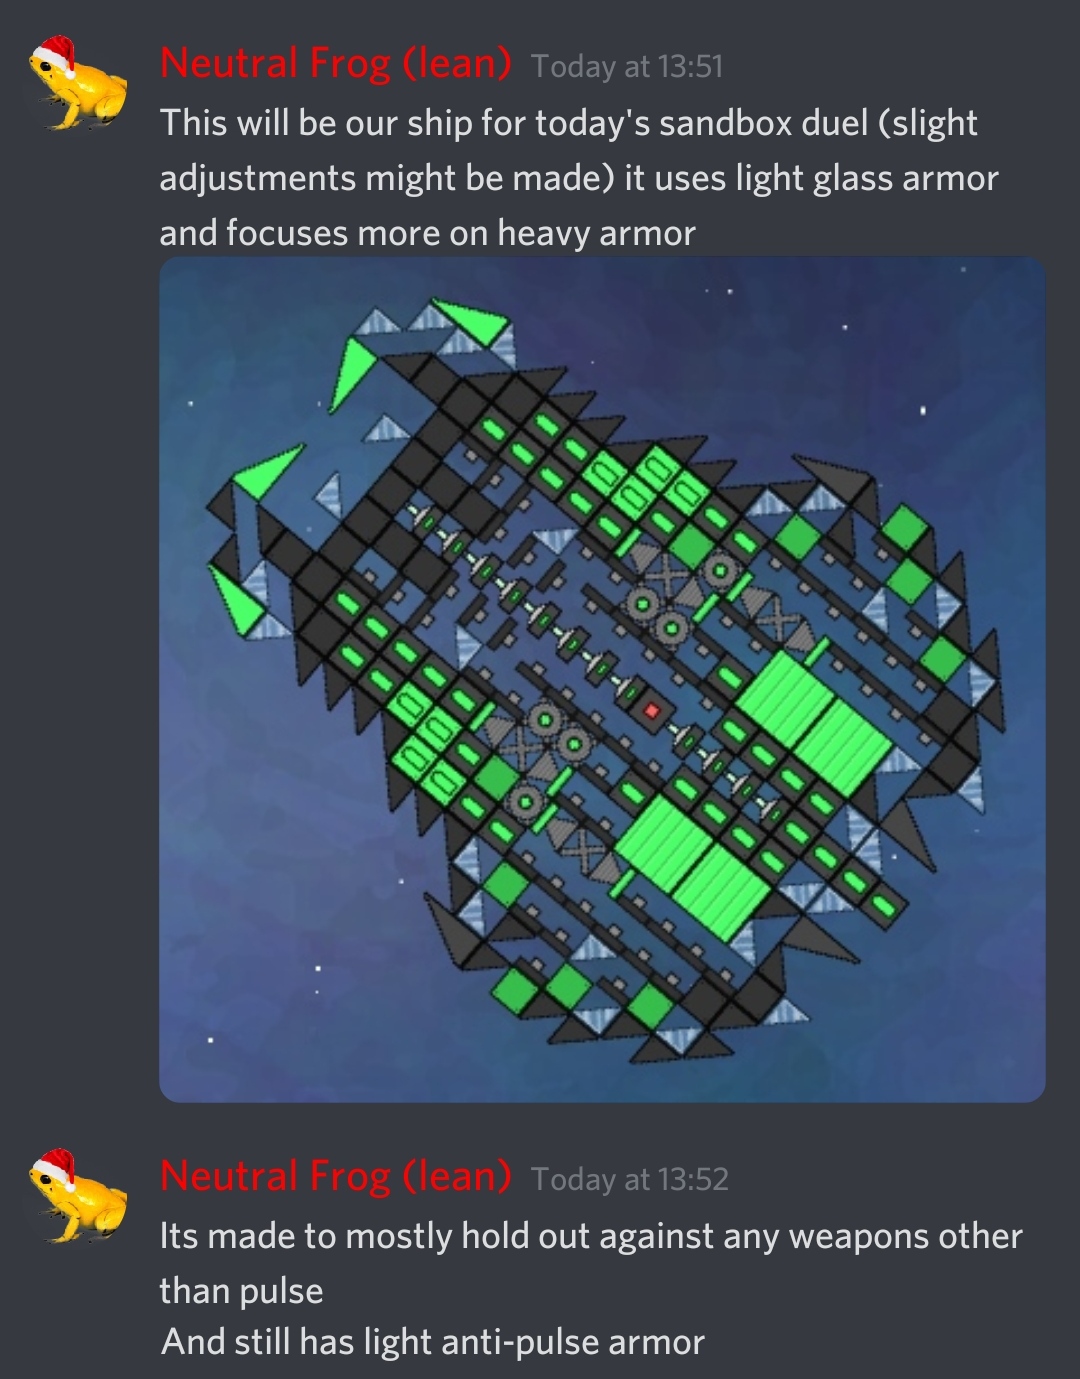 Neutral Frog (lean) Today at 13:51
This will be our ship for today's sandbox duel (slight
adjustments might be made) it uses light glass armor
and focuses more on heavy armor
Neutral Frog (lean) Today at 13:52
Its made to mostly hold out against any weapons other
than pulse
And still has light anti-pulse armor